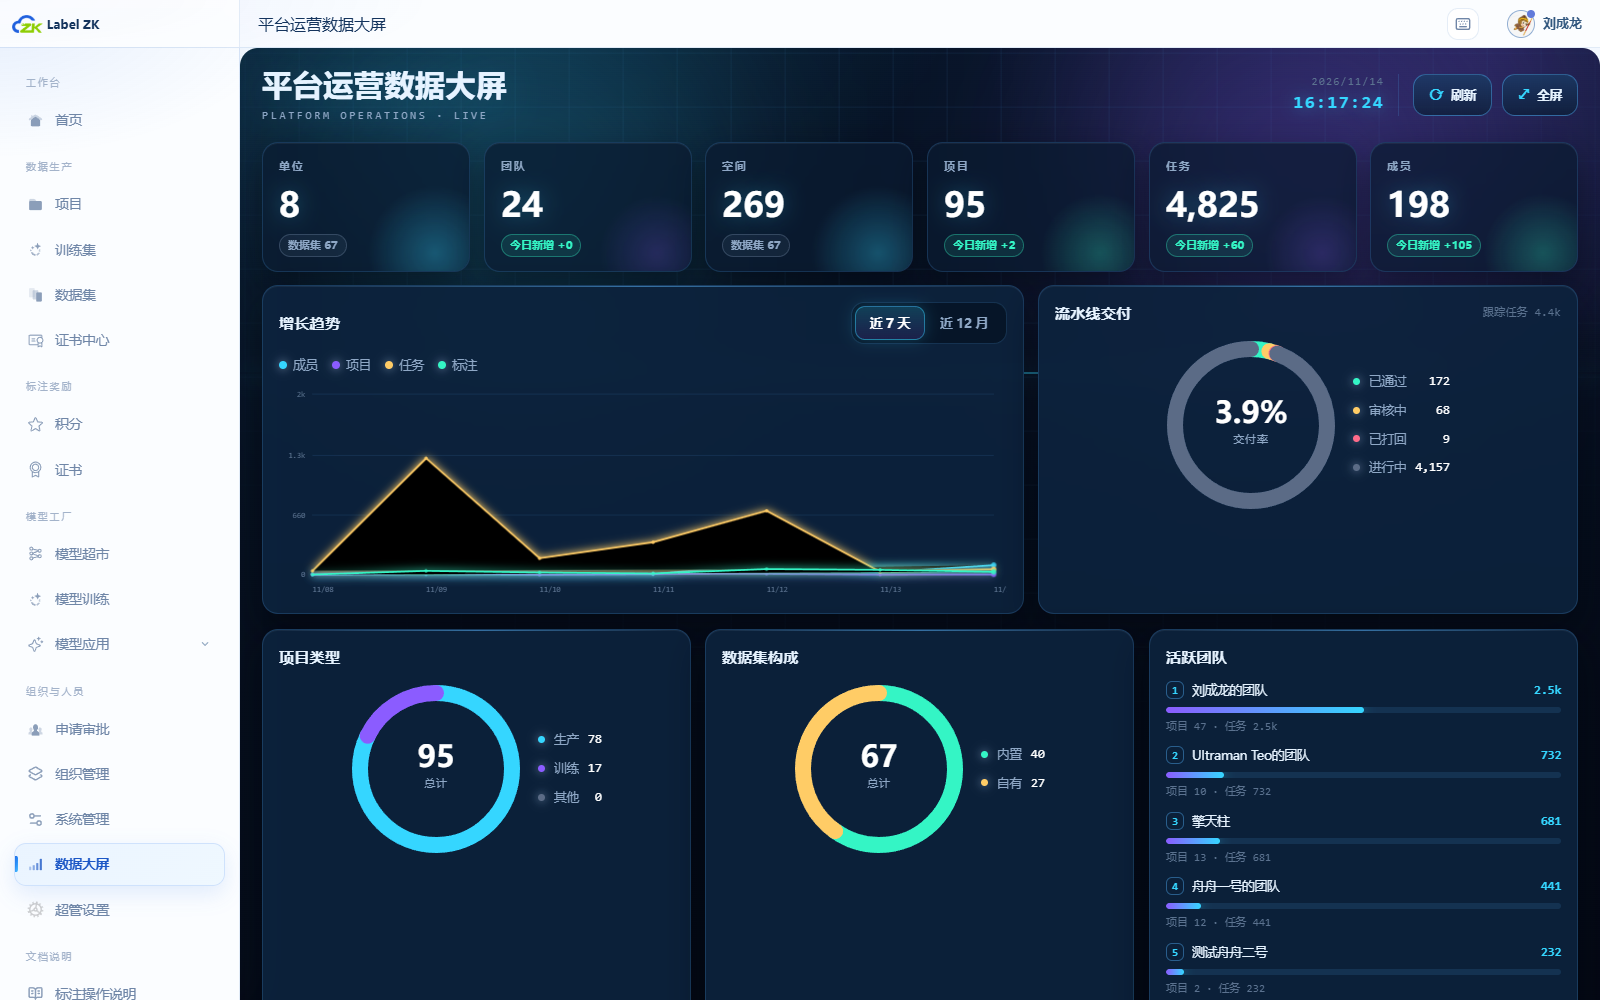 Label ZK
平台运营数据大屏
刘成龙
工作台
首页
数据生产
项目
训练集
数据集
证书中心
标注奖励
积分
证书
模型工厂
模型超市
模型训练
模型应用
组织与人员
申请审批
组织管理
系统管理
数据大屏
超管设置
文档说明
标注操作说明
平台运营数据大屏
PLATFORM OPERATIONS · LIVE
2026/11/14
16:17:24
刷新
全屏
单位
8
数据集 67
团队
24
今日新增 +0
空间
269
数据集 67
项目
95
今日新增 +2
任务
4,825
今日新增 +60
成员
198
今日新增 +105
增长趋势
近 7 天
近 12 月
成员 项目 任务 标注
2k
1.3k
660
0
11/08 11/09 11/10 11/11 11/12 11/13 11/
流水线交付
跟踪任务 4.4k
3.9%
交付率
已通过 172
审核中 68
已打回 9
进行中 4,157
项目类型
95
总计
生产 78
训练 17
其他 0
数据集构成
67
总计
内置 40
自有 27
活跃团队
1 刘成龙的团队 2.5k
项目 47 · 任务 2.5k
2 Ultraman Teo的团队 732
项目 10 · 任务 732
3 擎天柱 681
项目 13 · 任务 681
4 舟舟一号的团队 441
项目 12 · 任务 441
5 测试舟舟二号 232
项目 2 · 任务 232